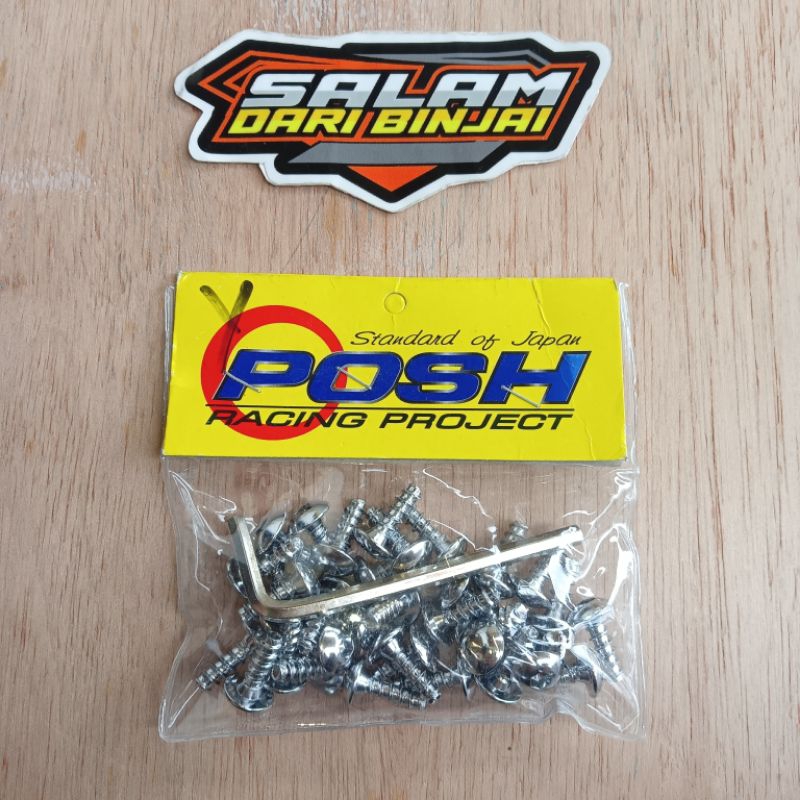 SALAM
DARI BINJAI
Y
Standard of Japan
POSH
RACING PROJECT